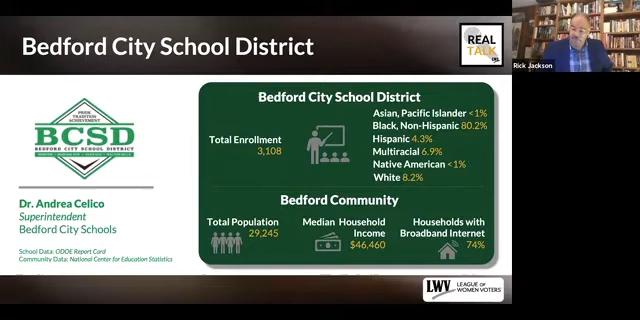 Bedford City School District
REAL
TALK
Rick Jackson
PRIDE
TRADITION
ACHIEVEMENT
BCSD
BEDFORD CITY SCHOOL DISTRICT
Dr. Andrea Celico
Superintendent
Bedford City Schools
School Data: ODOE Report Card
Community Data: National Center for Education Statistics
Bedford City School District
Total Enrollment
3,108
Asian, Pacific Islander <1%
Black, Non-Hispanic 80.2%
Hispanic 4.3%
Multiracial 6.9%
Native American <1%
White 8.2%
Bedford Community
Total Population
29,245
Median Household
Income
$46,460
Households with
Broadband Internet
74%
LWV
LEAGUE OF
WOMEN VOTERS